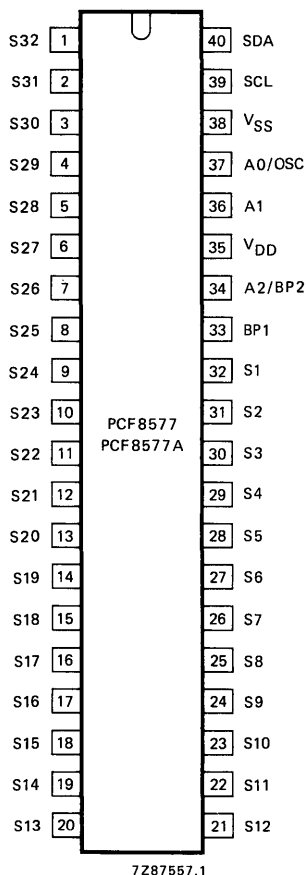 S32 1 40 SDA
S31 2 39 SCL
S30 3 38 VSS
S29 4 37 A0/OSC
S28 5 36 A1
S27 6 35 VDD
S26 7 34 A2/BP2
S25 8 33 BP1
S24 9 32 S1
S23 10 31 S2
S22 11 30 S3
S21 12 29 S4
S20 13 28 S5
S19 14 27 S6
S18 15 26 S7
S17 16 25 S8
S16 17 24 S9
S15 18 23 S10
S14 19 22 S11
S13 20 21 S12
PCF8577
PCF8577A
7Z87557.1